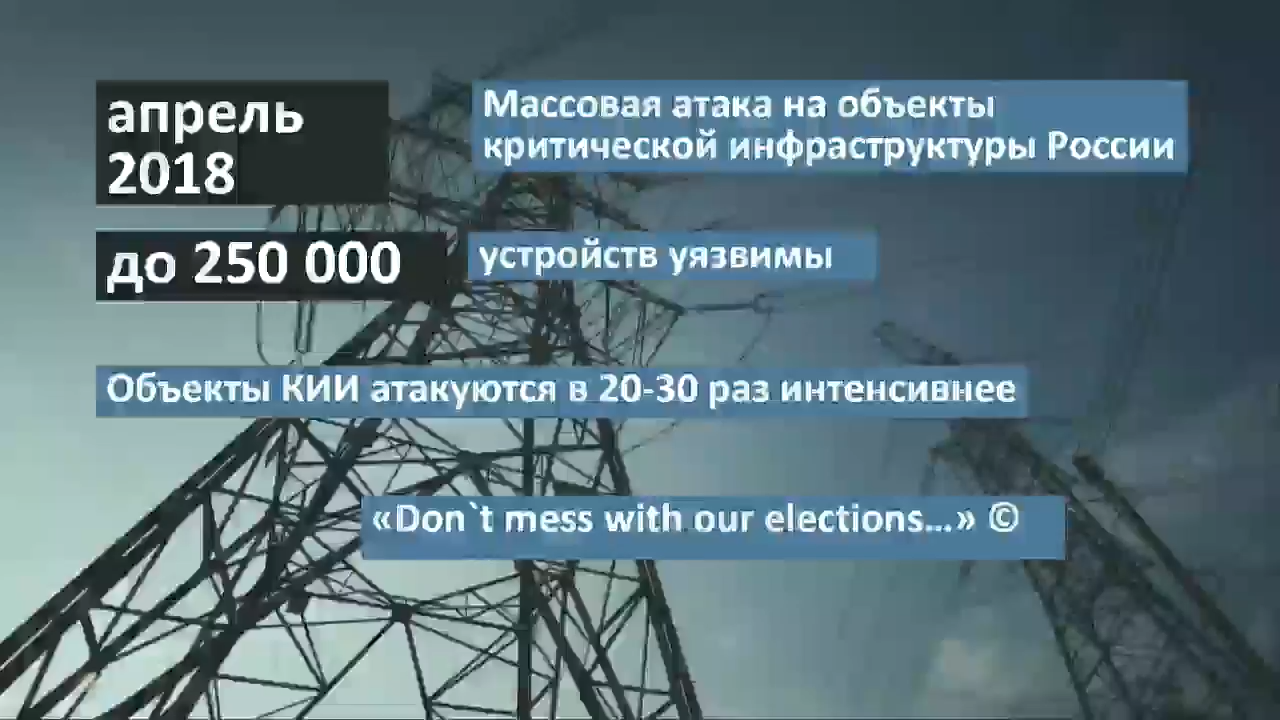 апрель
2018
Массовая атака на объекты
критической инфраструктуры России
до 250 000
устройств уязвимы
Объекты КИИ атакуются в 20-30 раз интенсивнее
«Don`t mess with our elections…» ©